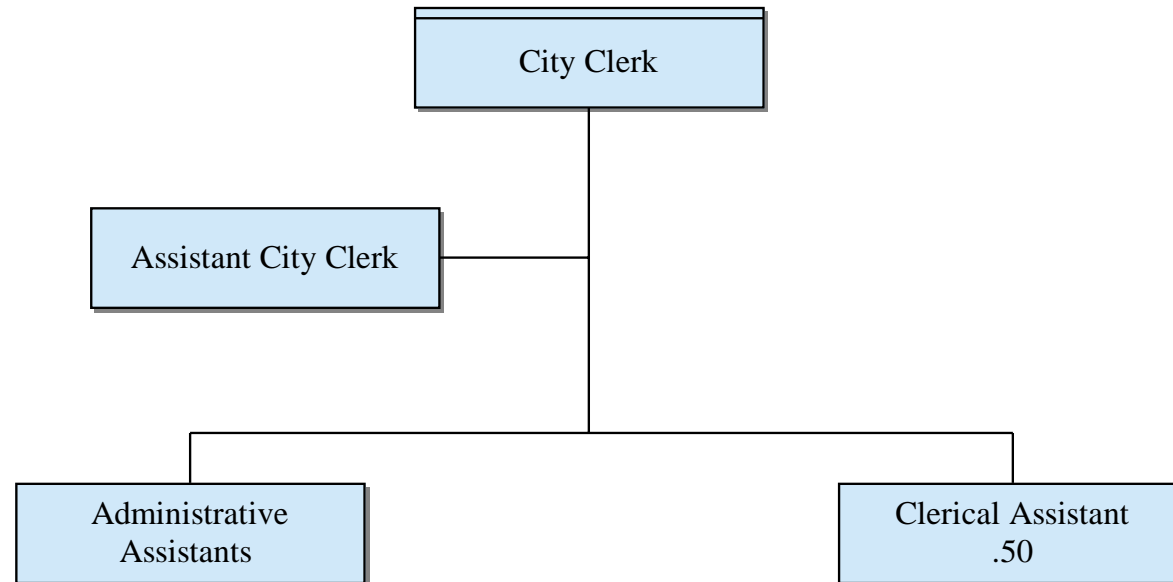 City Clerk
Assistant City Clerk
Administrative
Assistants
Clerical Assistant
.50